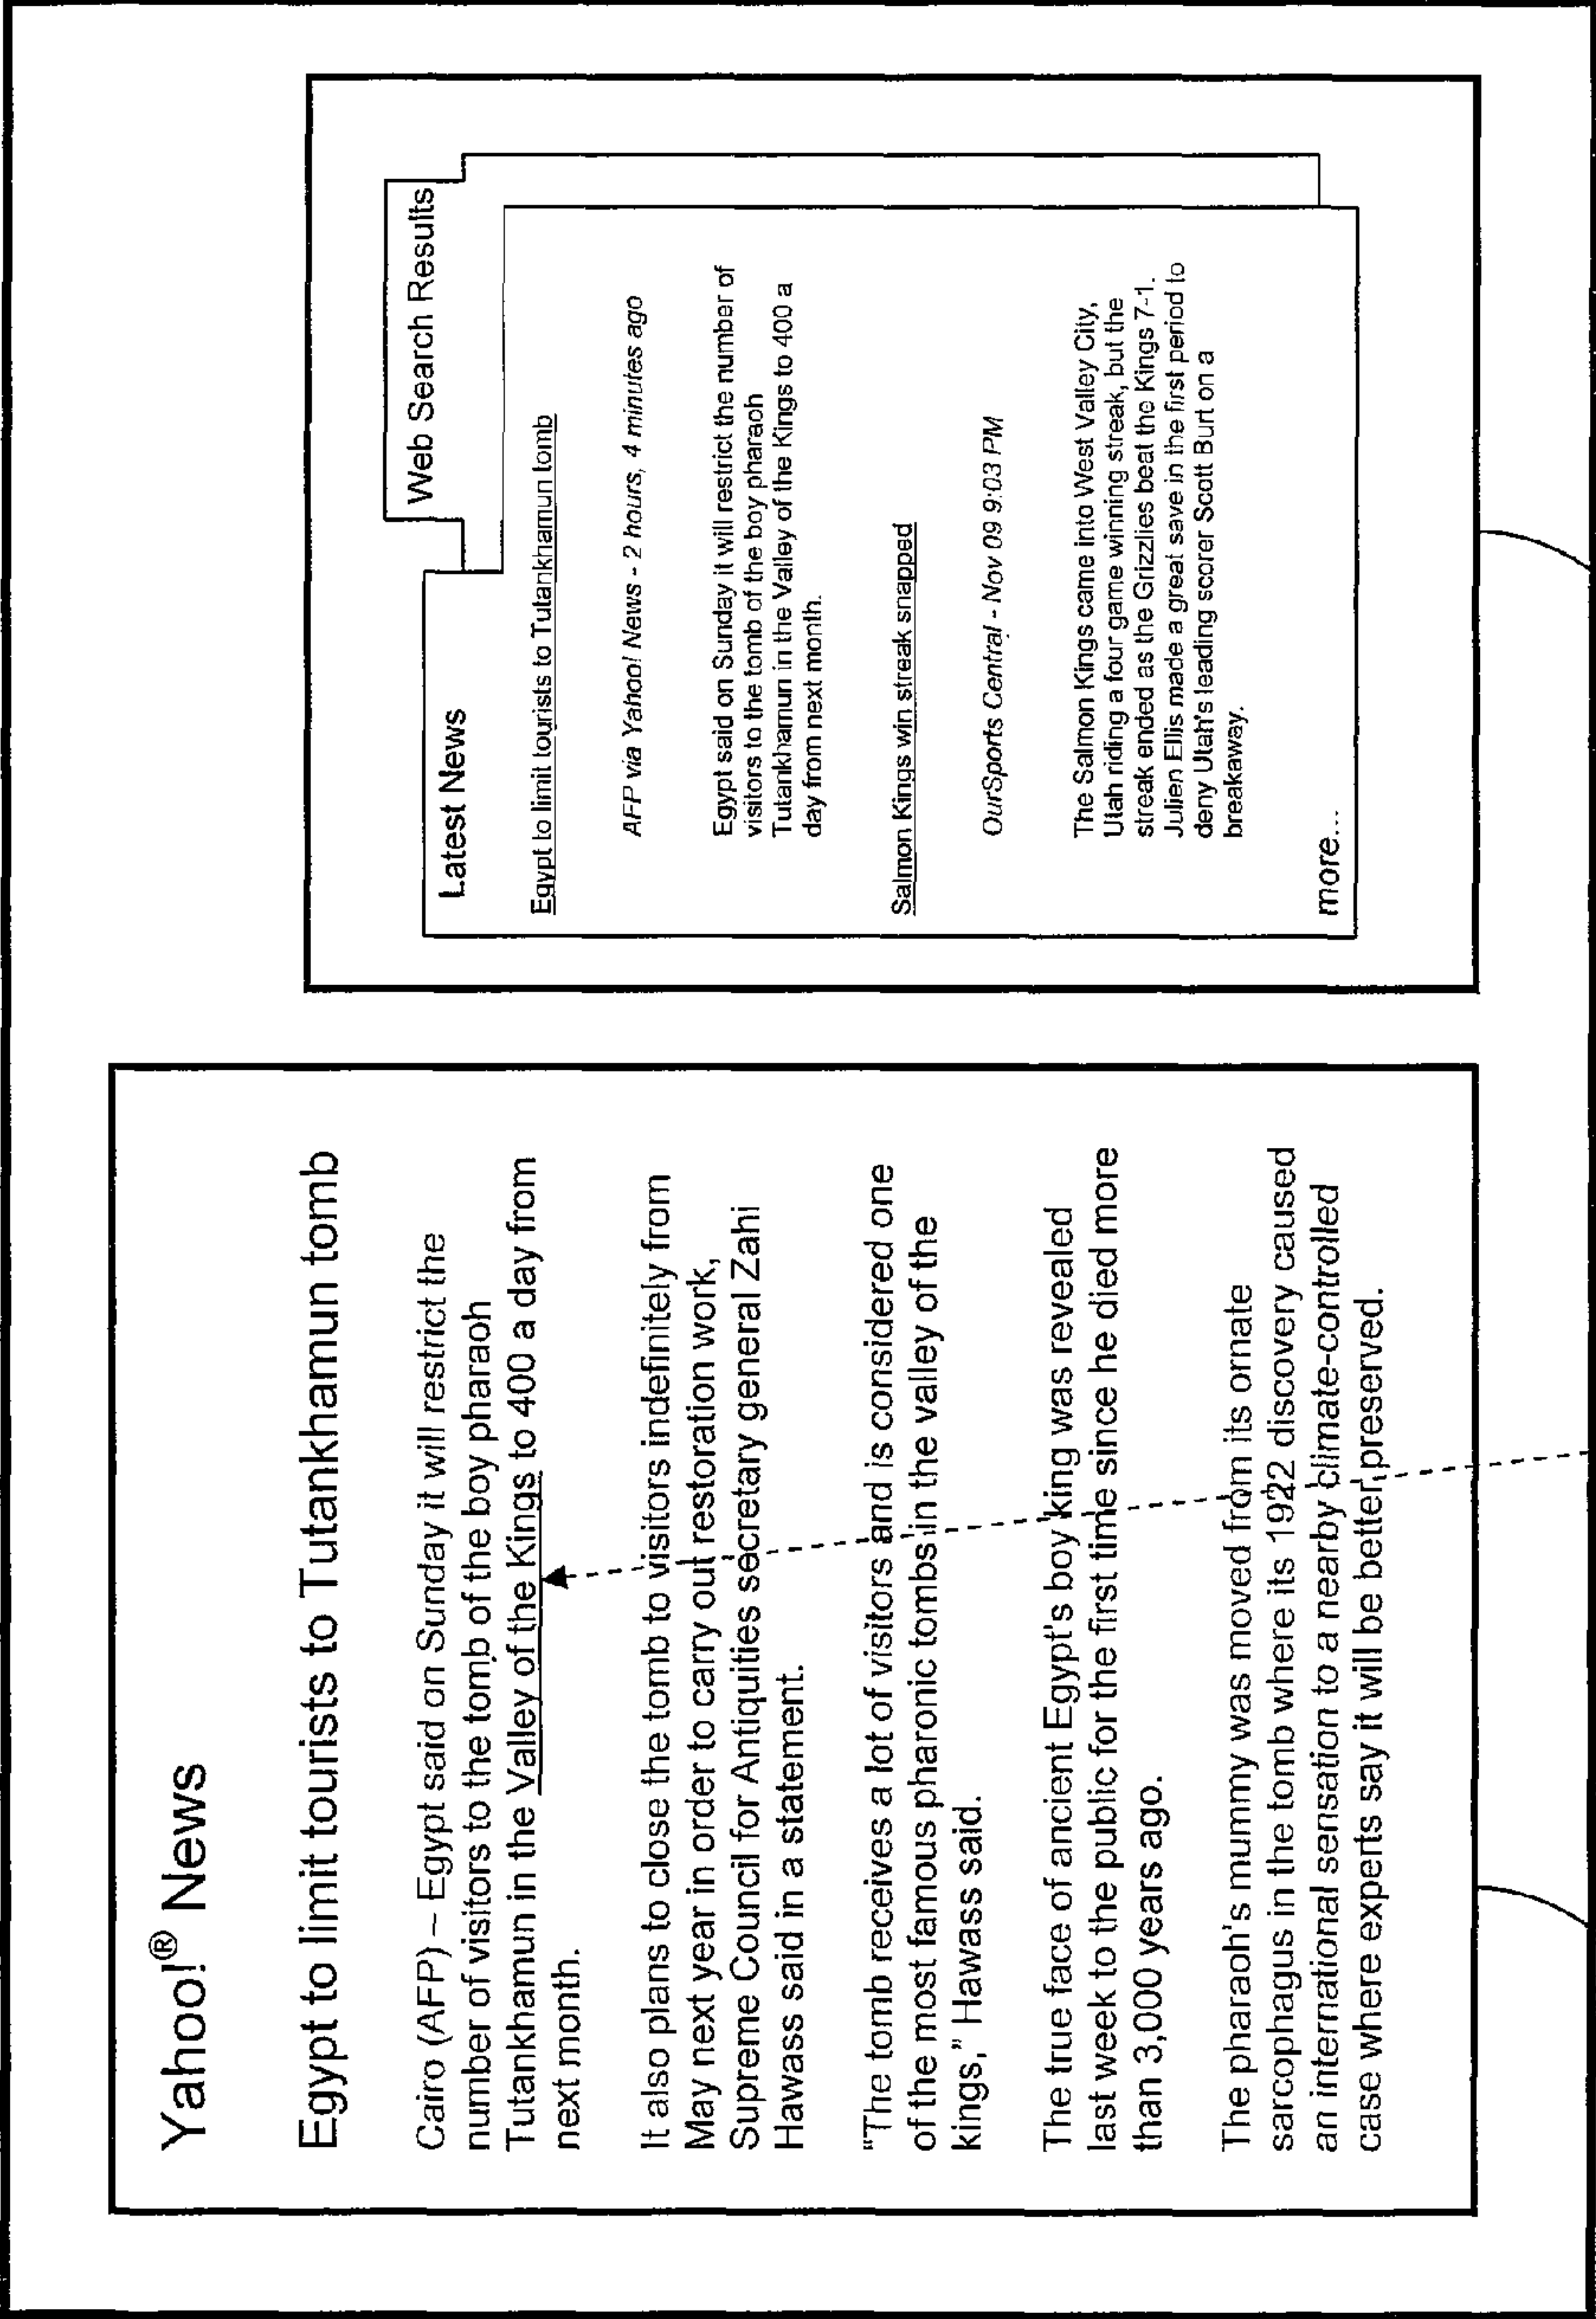 Yahoo!® News
Egypt to limit tourists to Tutankhamun tomb
Cairo (AFP) – Egypt said on Sunday it will restrict the
number of visitors to the tomb of the boy pharaoh
Tutankhamun in the Valley of the Kings to 400 a day from
next month.
It also plans to close the tomb to visitors indefinitely from
May next year in order to carry out restoration work,
Supreme Council for Antiquities secretary general Zahi
Hawass said in a statement.
"The tomb receives a lot of visitors and is considered one
of the most famous pharonic tombs in the valley of the
kings," Hawass said.
The true face of ancient Egypt's boy king was revealed
last week to the public for the first time since he died more
than 3,000 years ago.
The pharaoh's mummy was moved from its ornate
sarcophagus in the tomb where its 1922 discovery caused
an international sensation to a nearby climate-controlled
case where experts say it will be better preserved.
Web Search Results
Latest News
Egypt to limit tourists to Tutankhamun tomb
AFP via Yahoo! News - 2 hours, 4 minutes ago
Egypt said on Sunday it will restrict the number of
visitors to the tomb of the boy pharaoh
Tutankhamun in the Valley of the Kings to 400 a
day from next month.
Salmon Kings win streak snapped
OurSports Central - Nov 09 9:03 PM
The Salmon Kings came into West Valley City,
Utah riding a four game winning streak, but the
streak ended as the Grizzlies beat the Kings 7-1.
Julien Ellis made a great save in the first period to
deny Utah's leading scorer Scott Burt on a
breakaway.
more...